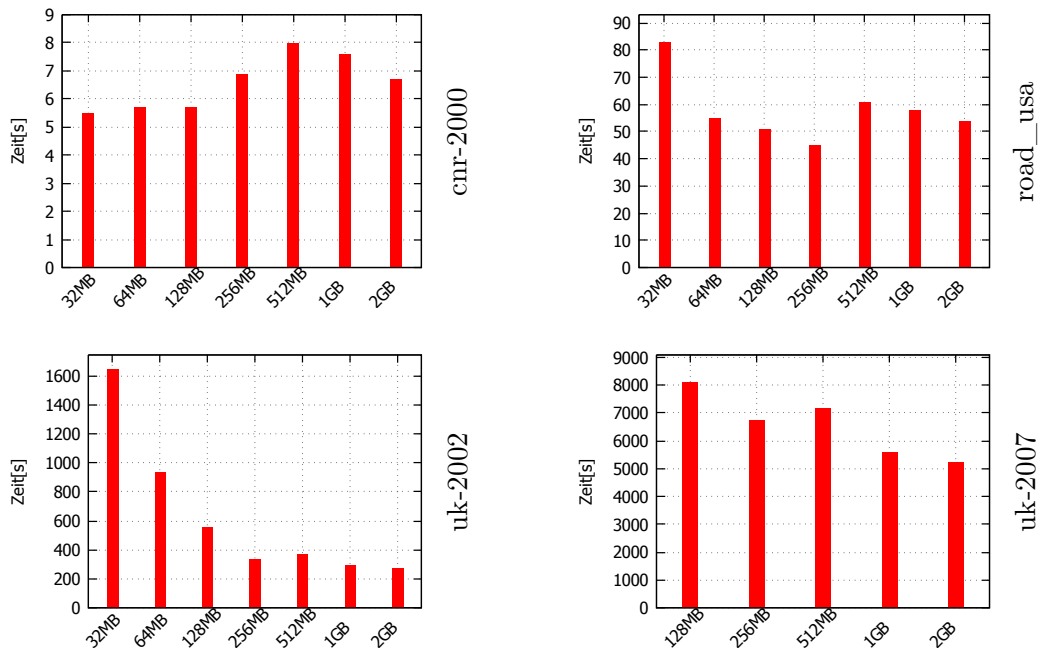 9
8
7
6
5
4
3
2
1
0
Zeit[s]
32MB
64MB
128MB
256MB
512MB
1GB
2GB
cnr-2000
90
80
70
60
50
40
30
20
10
0
Zeit[s]
32MB
64MB
128MB
256MB
512MB
1GB
2GB
road_usa
1600
1400
1200
1000
800
600
400
200
0
Zeit[s]
32MB
64MB
128MB
256MB
512MB
1GB
2GB
uk-2002
9000
8000
7000
6000
5000
4000
3000
2000
1000
0
Zeit[s]
128MB
256MB
512MB
1GB
2GB
uk-2007